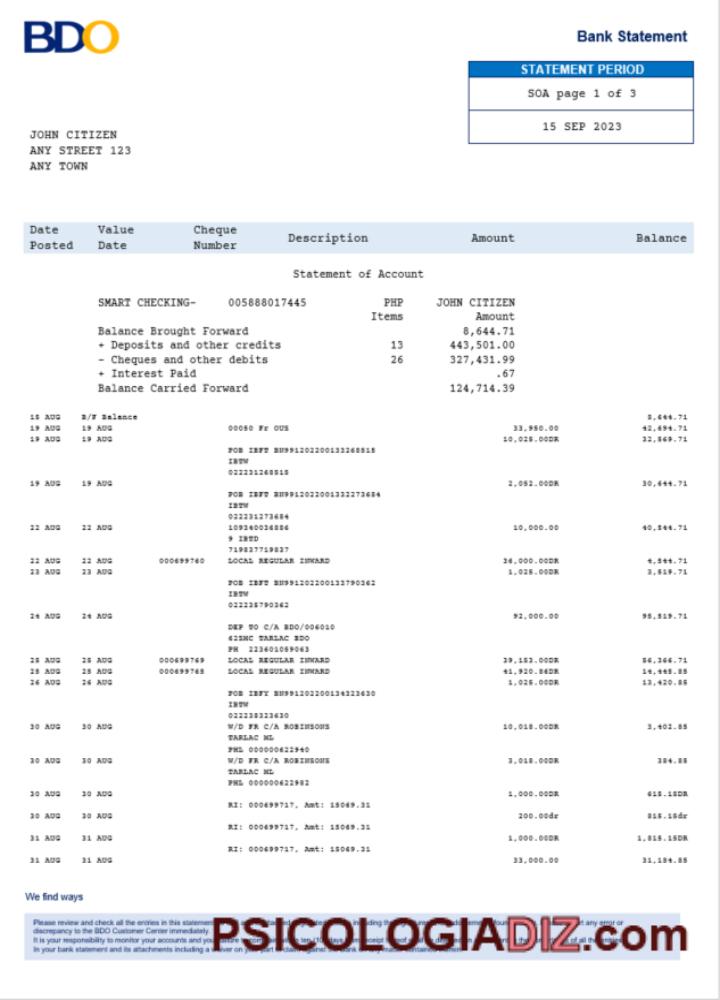 BDO
Bank Statement
STATEMENT PERIOD
SOA page 1 of 3
15 SEP 2023
JOHN CITIZEN
ANY STREET 123
ANY TOWN
Date Posted Value Date Cheque Number Description Amount Balance
Statement of Account
SMART CHECKING- 005888017445 PHP JOHN CITIZEN
Items Amount
Balance Brought Forward 8,644.71
+ Deposits and other credits 13 443,501.00
- Cheques and other debits 26 327,431.99
+ Interest Paid .67
Balance Carried Forward 124,714.39
15 AUG B/F Balance 8,644.71
19 AUG 19 AUG 00050 Fr OUS 33,950.00 42,594.71
19 AUG 19 AUG 10,025.00DR 32,569.71
POB IBFT
IBTW
022231268515
19 AUG 19 AUG 2,052.00DR 30,644.71
POB IBFT
IBTW
022231273684
22 AUG 22 AUG 109340036886 10,000.00 40,544.71
9 IBTD
719837719837
22 AUG 22 AUG 000699760 LOCAL REGULAR INWARD 36,000.00DR 4,544.71
23 AUG 23 AUG 1,025.00DR 3,519.71
POB IBFT
IBTW
022235790362
24 AUG 24 AUG 92,000.00 95,519.71
DEP TO C/A BDO/006010
TARLAC BDO
PH 223601059063
25 AUG 25 AUG 000699769 LOCAL REGULAR INWARD 39,153.00DR 56,366.71
25 AUG 25 AUG 000699765 LOCAL REGULAR INWARD 41,920.86DR 14,445.85
26 AUG 26 AUG 1,025.00DR 13,420.85
POB
IBTW
022238323630
30 AUG 30 AUG W/D FR C/A ROBINSONS 10,018.00DR 3,402.85
TARLAC ML
PHL 000000622940
30 AUG 30 AUG W/D FR C/A ROBINSONS 3,018.00DR 384.85
TARLAC ML
PHL 000000622982
30 AUG 30 AUG 1,000.00DR 615.15DR
RI: 000699717, Amt: 15069.31
30 AUG 30 AUG 200.00dr 815.15dr
RI: 000699717, Amt: 15069.31
31 AUG 31 AUG 1,000.00DR 1,815.15DR
RI: 000699717, Amt: 15069.31
31 AUG 31 AUG 33,000.00 31,184.85
We find ways
Please review and check all the entries in this statement including the any error or
discrepancy to the BDO Customer Center immediately.
It is your responsibility to monitor your accounts and your of all the
In your bank statement and its attachments including a waiver on your part to claim against the bank
PSICOLOGIADIZ.com